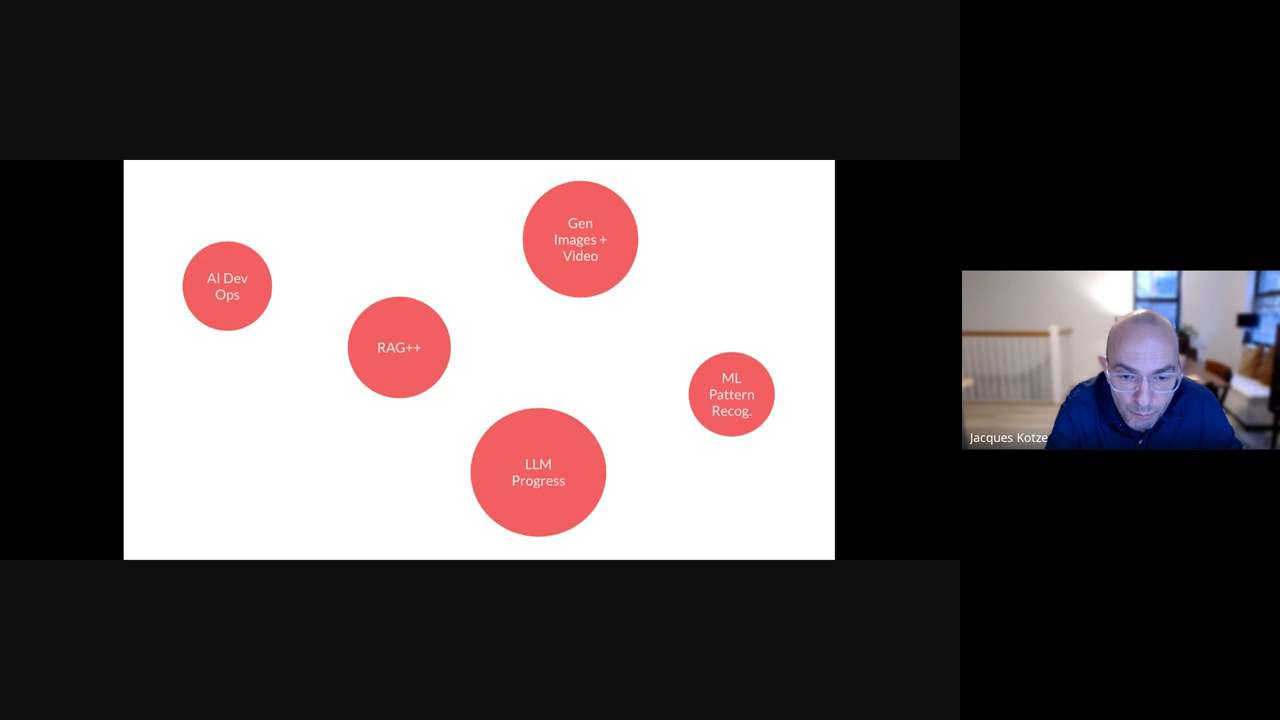 Gen
Images +
Video
AI Dev
Ops
RAG++
ML
Pattern
Recog.
LLM
Progress
Jacques Kotze